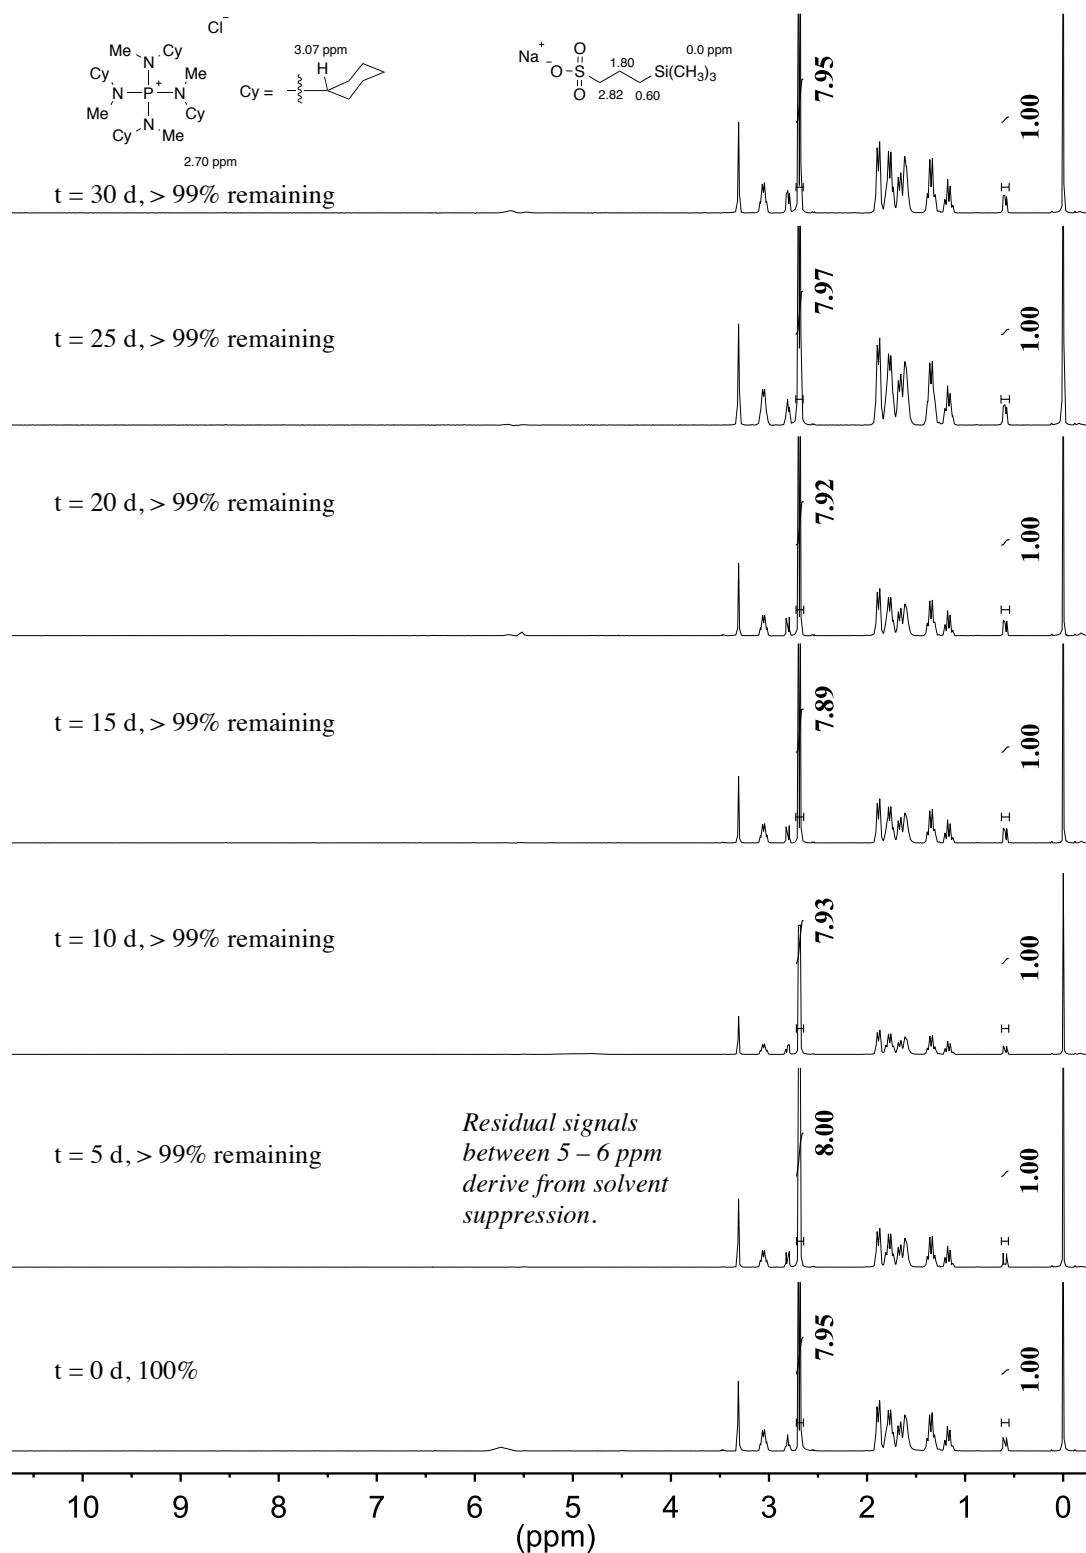 Cl−
Me Cy
N
Cy Me
N P+ N
Me Cy
N
Cy Me
2.70 ppm
3.07 ppm
H
Cy =
Na+
O
−O S
O
1.80
2.82
0.60
0.0 ppm
Si(CH3)3
t = 30 d, > 99% remaining
7.95
1.00
t = 25 d, > 99% remaining
7.97
1.00
t = 20 d, > 99% remaining
7.92
1.00
t = 15 d, > 99% remaining
7.89
1.00
t = 10 d, > 99% remaining
7.93
1.00
t = 5 d, > 99% remaining
Residual signals
between 5 – 6 ppm
derive from solvent
suppression.
8.00
1.00
t = 0 d, 100%
7.95
1.00
10 9 8 7 6 5 4 3 2 1 0
(ppm)